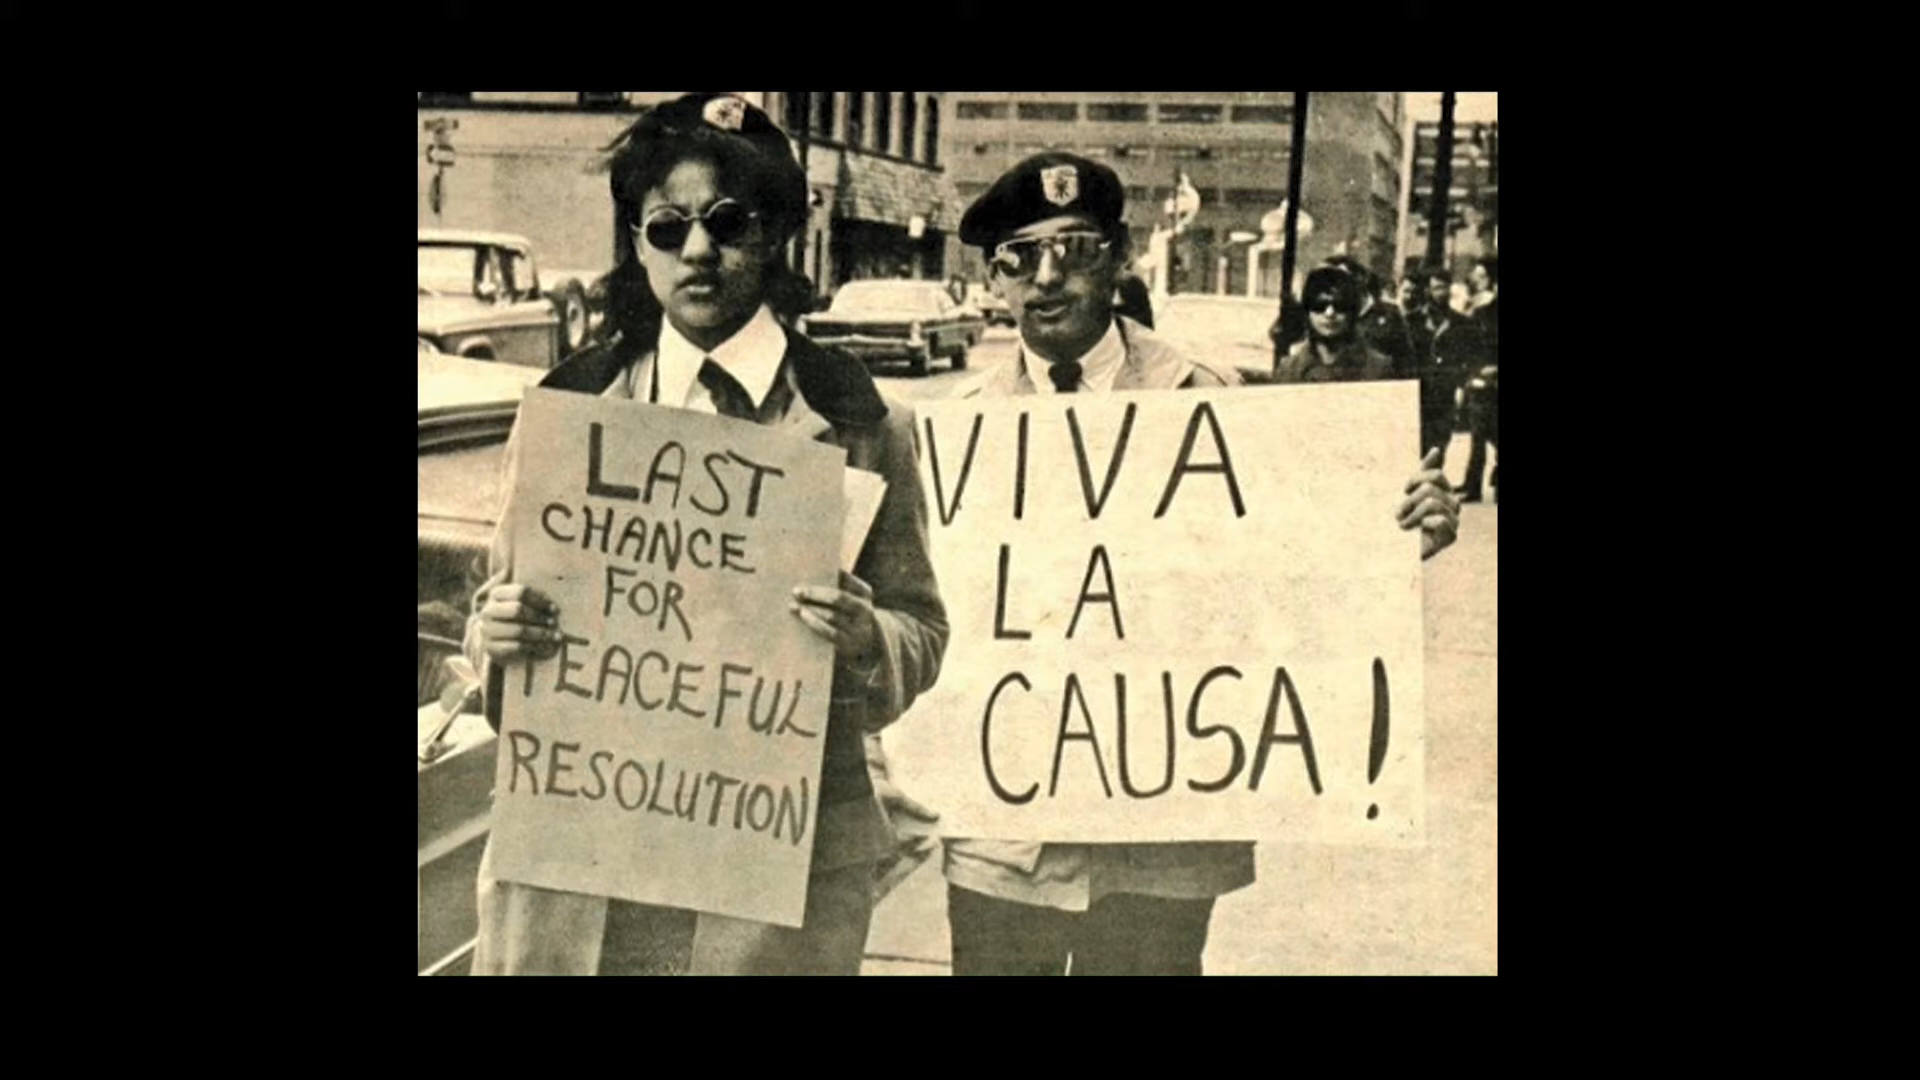 LAST
CHANCE
FOR
PEACEFUL
RESOLUTION
VIVA
LA
CAUSA!